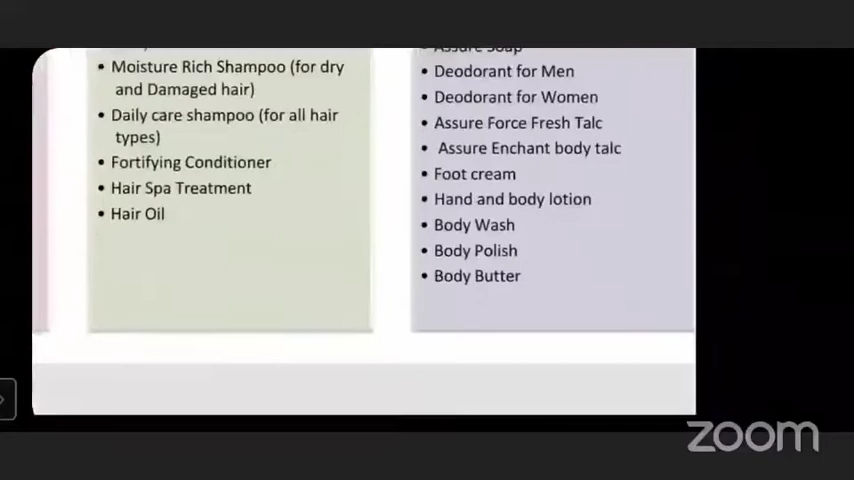 • Moisture Rich Shampoo (for dry
and Damaged hair)
• Daily care shampoo (for all hair
types)
• Fortifying Conditioner
• Hair Spa Treatment
• Hair Oil
Assure Soap
• Deodorant for Men
• Deodorant for Women
• Assure Force Fresh Talc
• Assure Enchant body talc
• Foot cream
• Hand and body lotion
• Body Wash
• Body Polish
• Body Butter
zoom